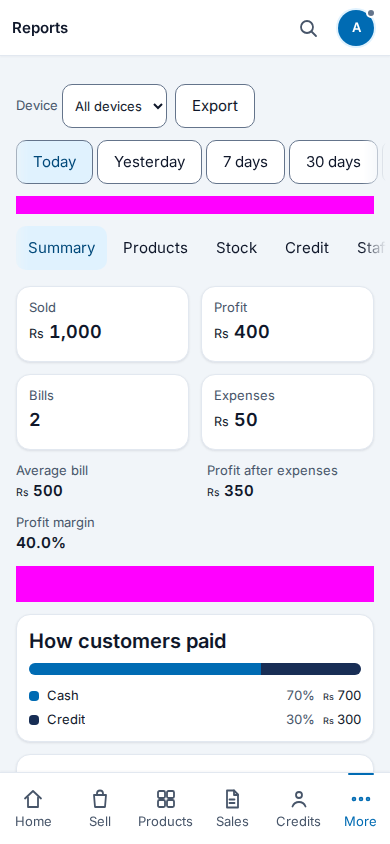 Reports
A
Device All devices Export
Today Yesterday 7 days 30 days
Summary Products Stock Credit Staf
Sold Profit
Rs 1,000 Rs 400
Bills Expenses
2 Rs 50
Average bill Profit after expenses
Rs 500 Rs 350
Profit margin
40.0%
How customers paid
Cash 70% Rs 700
Credit 30% Rs 300
Home Sell Products Sales Credits More